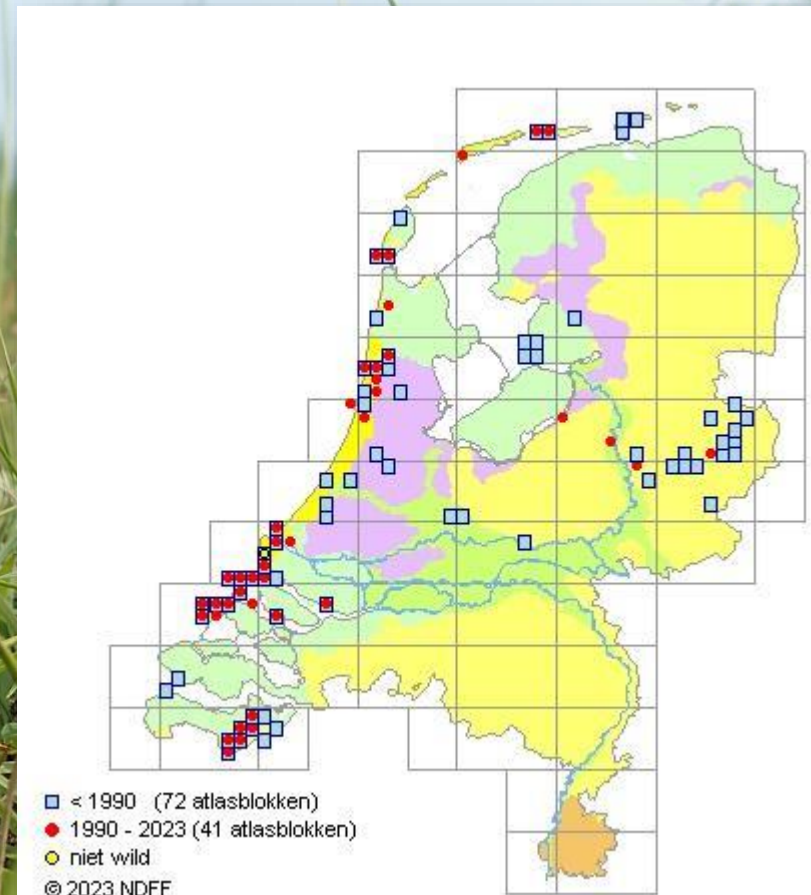 < 1990 (72 atlasblokken)
1990 - 2023 (41 atlasblokken)
niet wild
© 2023 NDFF